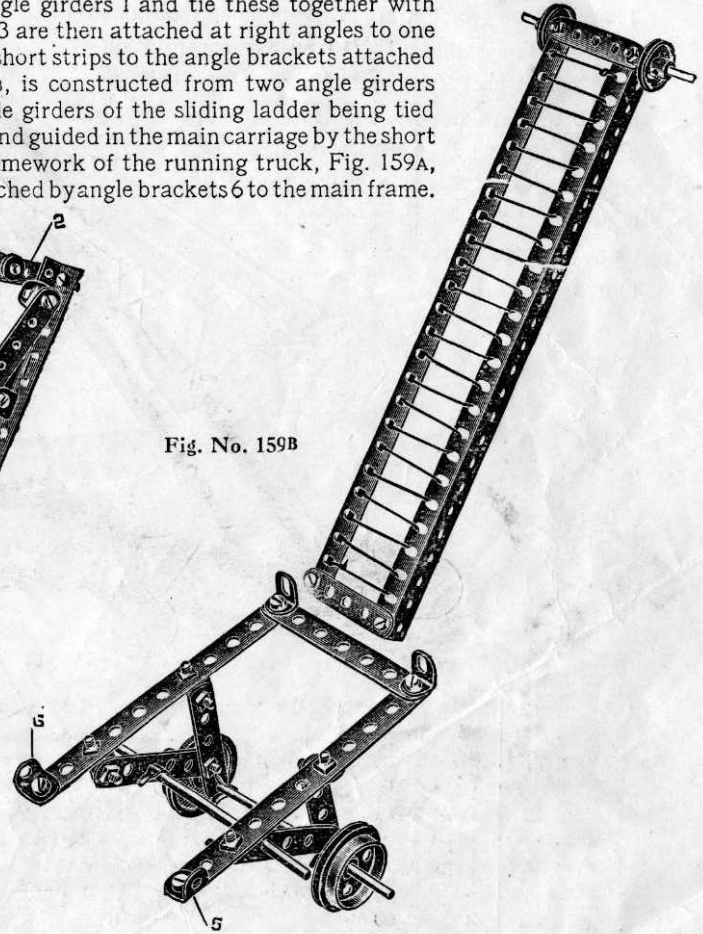 gle girders 1 and tie these together with
3 are then attached at right angles to one
short strips to the angle brackets attached
B, is constructed from two angle girders
le girders of the sliding ladder being tied
nd guided in the main carriage by the short
mework of the running truck, Fig. 159A,
ched by angle brackets 6 to the main frame.
2
Fig. No. 159B
6
5